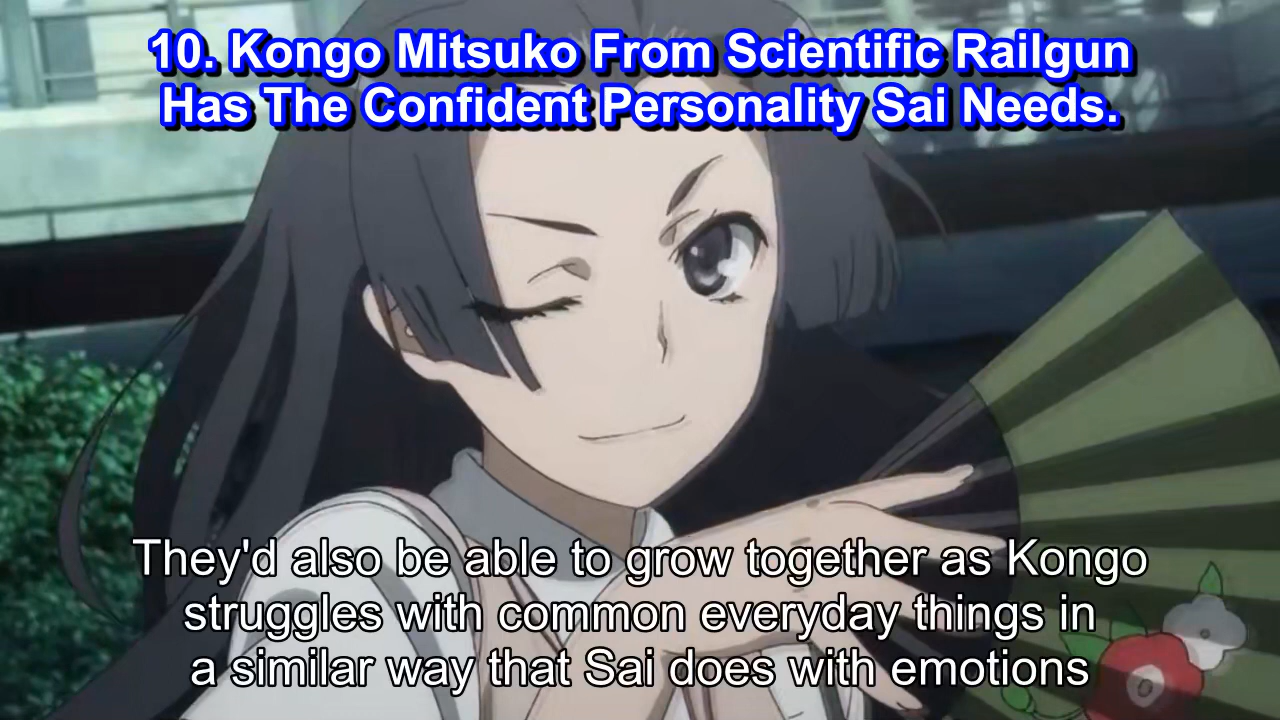 10. Kongo Mitsuko From Scientific Railgun
Has The Confident Personality Sai Needs.
They'd also be able to grow together as Kongo
struggles with common everyday things in
a similar way that Sai does with emotions